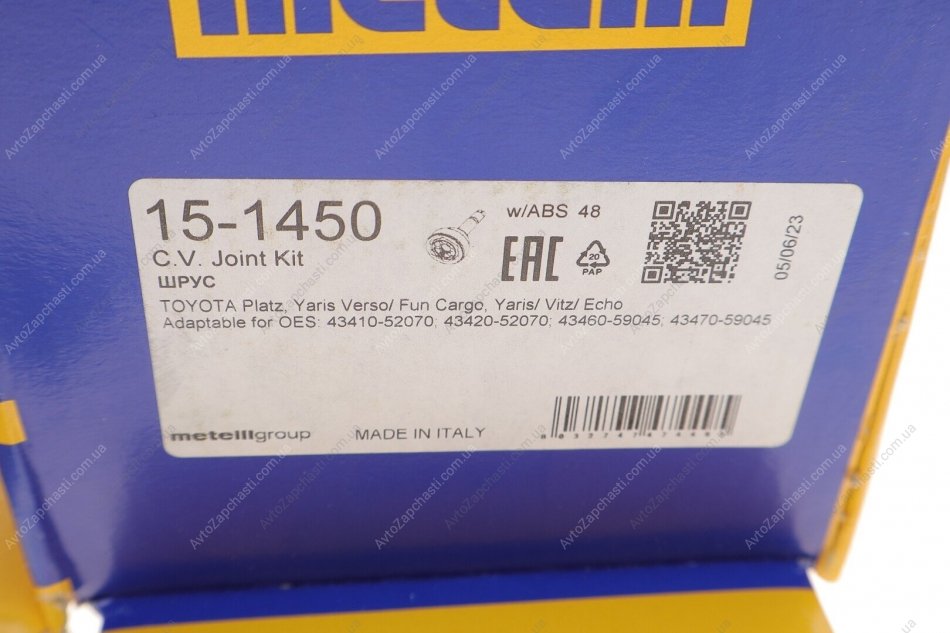 metelli
15-1450
w/ABS 48
C.V. Joint Kit
ШРУС
EAC
20
PAP
05/06/23
TOYOTA Platz, Yaris Verso/ Fun Cargo, Yaris/ Vitz/ Echo
Adaptable for OES: 43410-52070; 43420-52070; 43460-59045; 43470-59045
metelligroup
MADE IN ITALY
AvtoZapchasti.com.ua